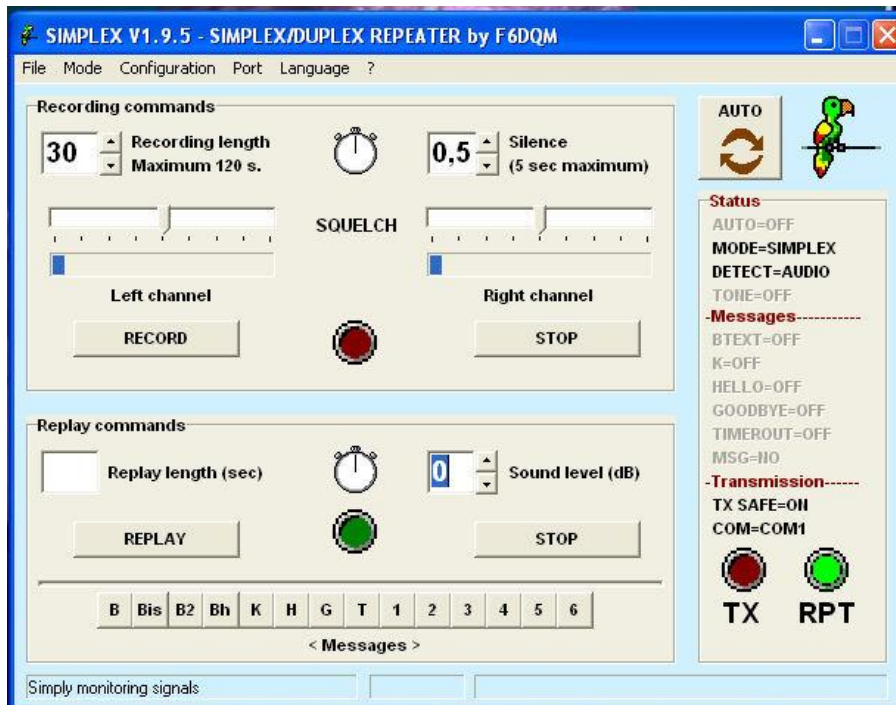 SIMPLEX V1.9.5 - SIMPLEX/DUPLEX REPEATER by F6DQM
File Mode Configuration Port Language ?
Recording commands
30 Recording length
Maximum 120 s.
0,5 Silence
(5 sec maximum)
SQUELCH
Left channel
Right channel
RECORD
STOP
Replay commands
Replay length (sec)
0 Sound level (dB)
REPLAY
STOP
B Bis B2 Bh K H G T 1 2 3 4 5 6
< Messages >
AUTO
Status
AUTO=OFF
MODE=SIMPLEX
DETECT=AUDIO
TONE=OFF
-Messages-----------
BTEXT=OFF
K=OFF
HELLO=OFF
GOODBYE=OFF
TIMEROUT=OFF
MSG=NO
-Transmission------
TX SAFE=ON
COM=COM1
TX RPT
Simply monitoring signals